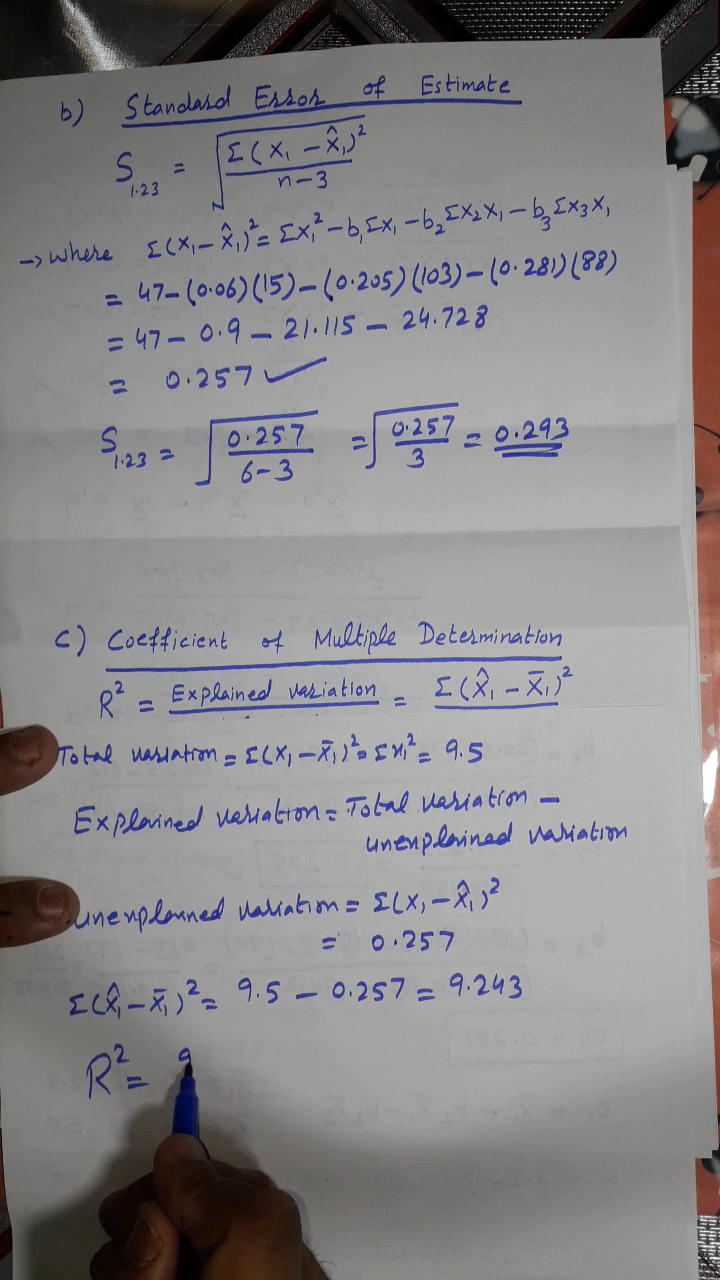 b) Standard Error of Estimate
S₁.₂₃ = √(Σ(X₁ - X̂₁)² / n-3)
→ where Σ(X₁ - X̂₁)² = ΣX₁² - b₁ΣX₁ - b₂ΣX₂X₁ - b₃ΣX₃X₁
= 47 - (0.06)(15) - (0.205)(103) - (0.281)(88)
= 47 - 0.9 - 21.115 - 24.728
= 0.257 ✓
S₁.₂₃ = √(0.257 / 6-3) = √(0.257 / 3) = 0.293
c) Coefficient of Multiple Determination
R² = Explained variation = Σ(X̂₁ - X̄₁)²
Total variation = Σ(X₁ - X̄₁)² = Σx₁² = 9.5
Explained variation = Total variation -
unexplained variation
unexplained variation = Σ(X₁ - X̂₁)²
= 0.257
Σ(X̂₁ - X̄₁)² = 9.5 - 0.257 = 9.243
R² = 9